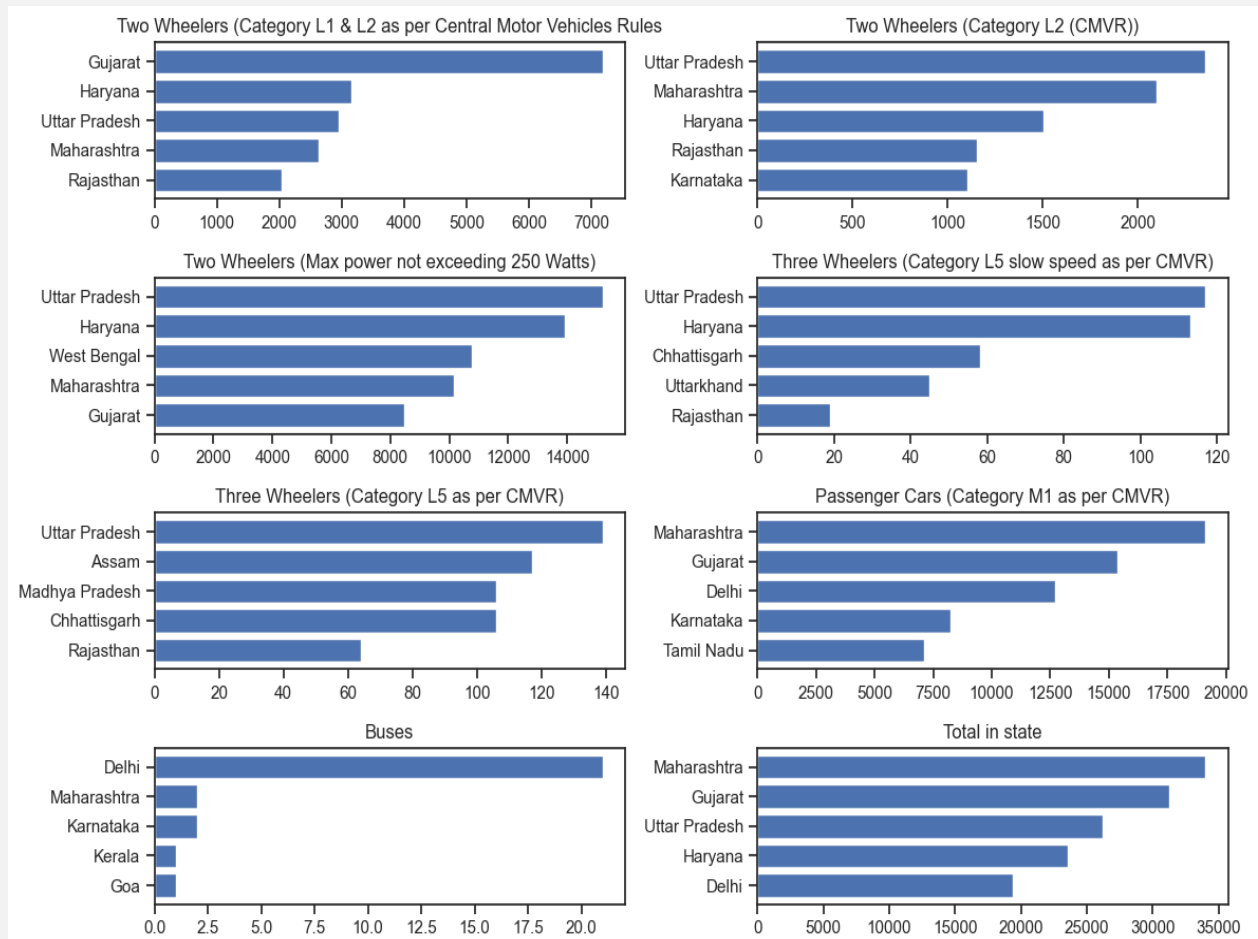 Two Wheelers (Category L1 & L2 as per Central Motor Vehicles Rules
Gujarat
Haryana
Uttar Pradesh
Maharashtra
Rajasthan
0 1000 2000 3000 4000 5000 6000 7000
Two Wheelers (Category L2 (CMVR))
Uttar Pradesh
Maharashtra
Haryana
Rajasthan
Karnataka
0 500 1000 1500 2000
Two Wheelers (Max power not exceeding 250 Watts)
Uttar Pradesh
Haryana
West Bengal
Maharashtra
Gujarat
0 2000 4000 6000 8000 10000 12000 14000
Three Wheelers (Category L5 slow speed as per CMVR)
Uttar Pradesh
Haryana
Chhattisgarh
Uttarkhand
Rajasthan
0 20 40 60 80 100 120
Three Wheelers (Category L5 as per CMVR)
Uttar Pradesh
Assam
Madhya Pradesh
Chhattisgarh
Rajasthan
0 20 40 60 80 100 120 140
Passenger Cars (Category M1 as per CMVR)
Maharashtra
Gujarat
Delhi
Karnataka
Tamil Nadu
0 2500 5000 7500 10000 12500 15000 17500 20000
Buses
Delhi
Maharashtra
Karnataka
Kerala
Goa
0.0 2.5 5.0 7.5 10.0 12.5 15.0 17.5 20.0
Total in state
Maharashtra
Gujarat
Uttar Pradesh
Haryana
Delhi
0 5000 10000 15000 20000 25000 30000 35000